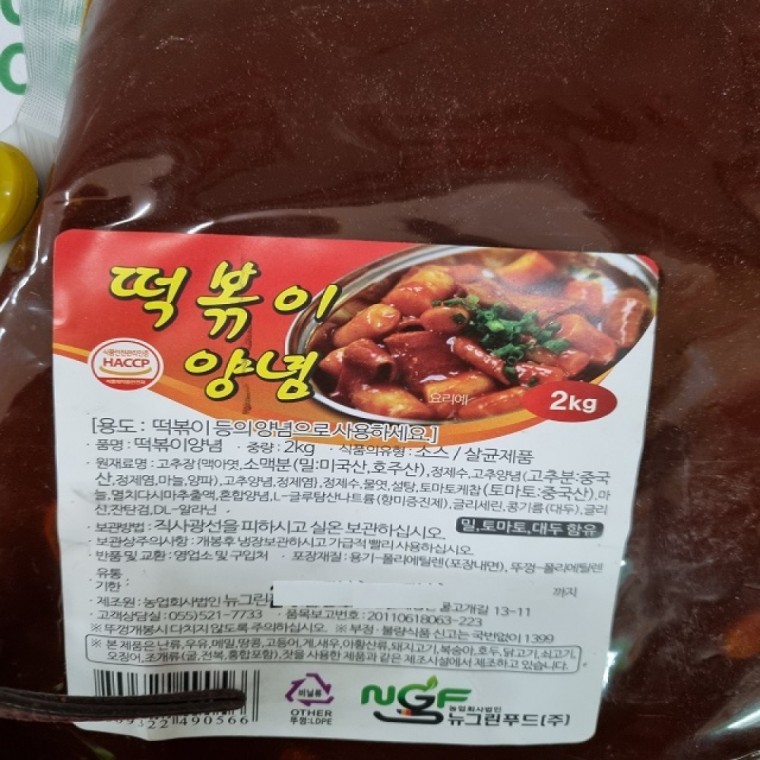 떡볶이
양념
HACCP
요리예
2kg
[용도 : 떡볶이 등의 양념으로 사용하세요.]
· 품명 : 떡볶이양념 · 중량 : 2kg · 식품의유형 : 소스 / 살균제품
· 원재료명 : 고추장(맥아엿,소맥분(밀:미국산,호주산),정제수,고추양념(고추분:중국
산,정제염,마늘,양파),고추양념,정제염),정제수,물엿,설탕,토마토케찹(토마토:중국산),마
늘,멸치다시마추출액,혼합양념,L-글루탐산나트륨(향미증진제),글리세린,콩기름(대두),글리
신,잔탄검,DL-알라닌
밀,토마토,대두 함유
· 보관방법 : 직사광선을 피하시고 실온 보관하십시오.
· 보관상주의사항 : 개봉후 냉장보관하시고 가급적 빨리 사용하십시오.
· 반품 및 교환 : 영업소 및 구입처 · 포장재질 : 용기-폴리에틸렌(포장내면), 뚜껑-폴리에틸렌
유통
기한 :
까지
· 제조원 : 농업회사법인 뉴그린 물고개길 13-11
· 고객상담실 : 055)521-7733 · 품목보고번호 : 20110618063-223
※ 뚜껑개봉시 다치지 않도록 주의하십시오. ※ 부정·불량식품 신고는 국번없이 1399
※ 본 제품은 난류,우유,메밀,땅콩,고등어,게,새우,아황산류,돼지고기,복숭아,호두,닭고기,쇠고기,
오징어,조개류(굴,전복,홍합포함),잣을 사용한 제품과 같은 제조시설에서 제조하고 있습니다.
비닐류
OTHER
뚜껑:LDPE
NGF
농업회사법인
뉴그린푸드(주)
22 490566